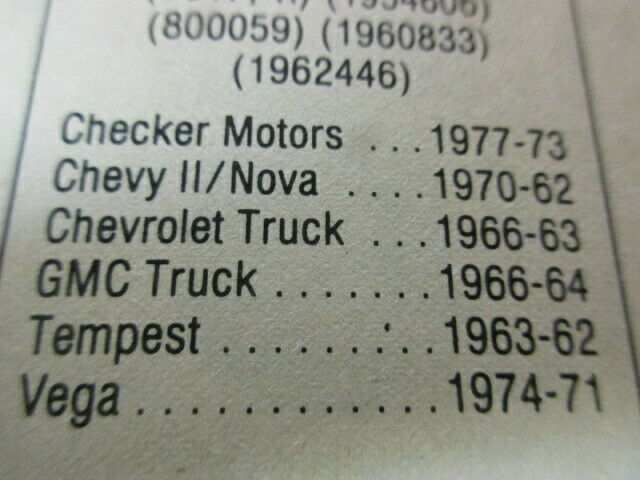 (1954606)
(800059) (1960833)
(1962446)
Checker Motors ...1977-73
Chevy II/Nova ....1970-62
Chevrolet Truck ...1966-63
GMC Truck.......1966-64
Tempest .........1963-62
Vega.............1974-71